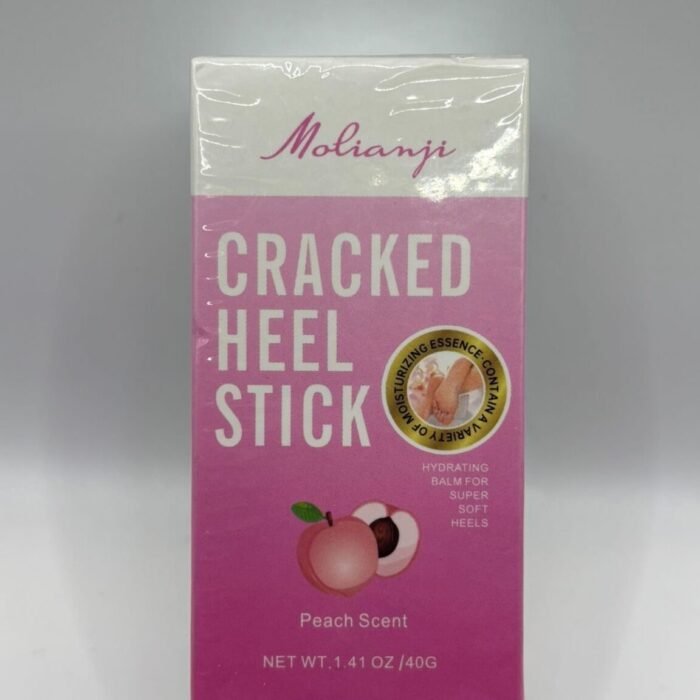 Molianji
CRACKED
HEEL
STICK
MOISTURIZING ESSENCE·CONTAIN A VARIETY OF
HYDRATING
BALM FOR
SUPER
SOFT
HEELS
Peach Scent
NET WT.1.41 OZ /40G